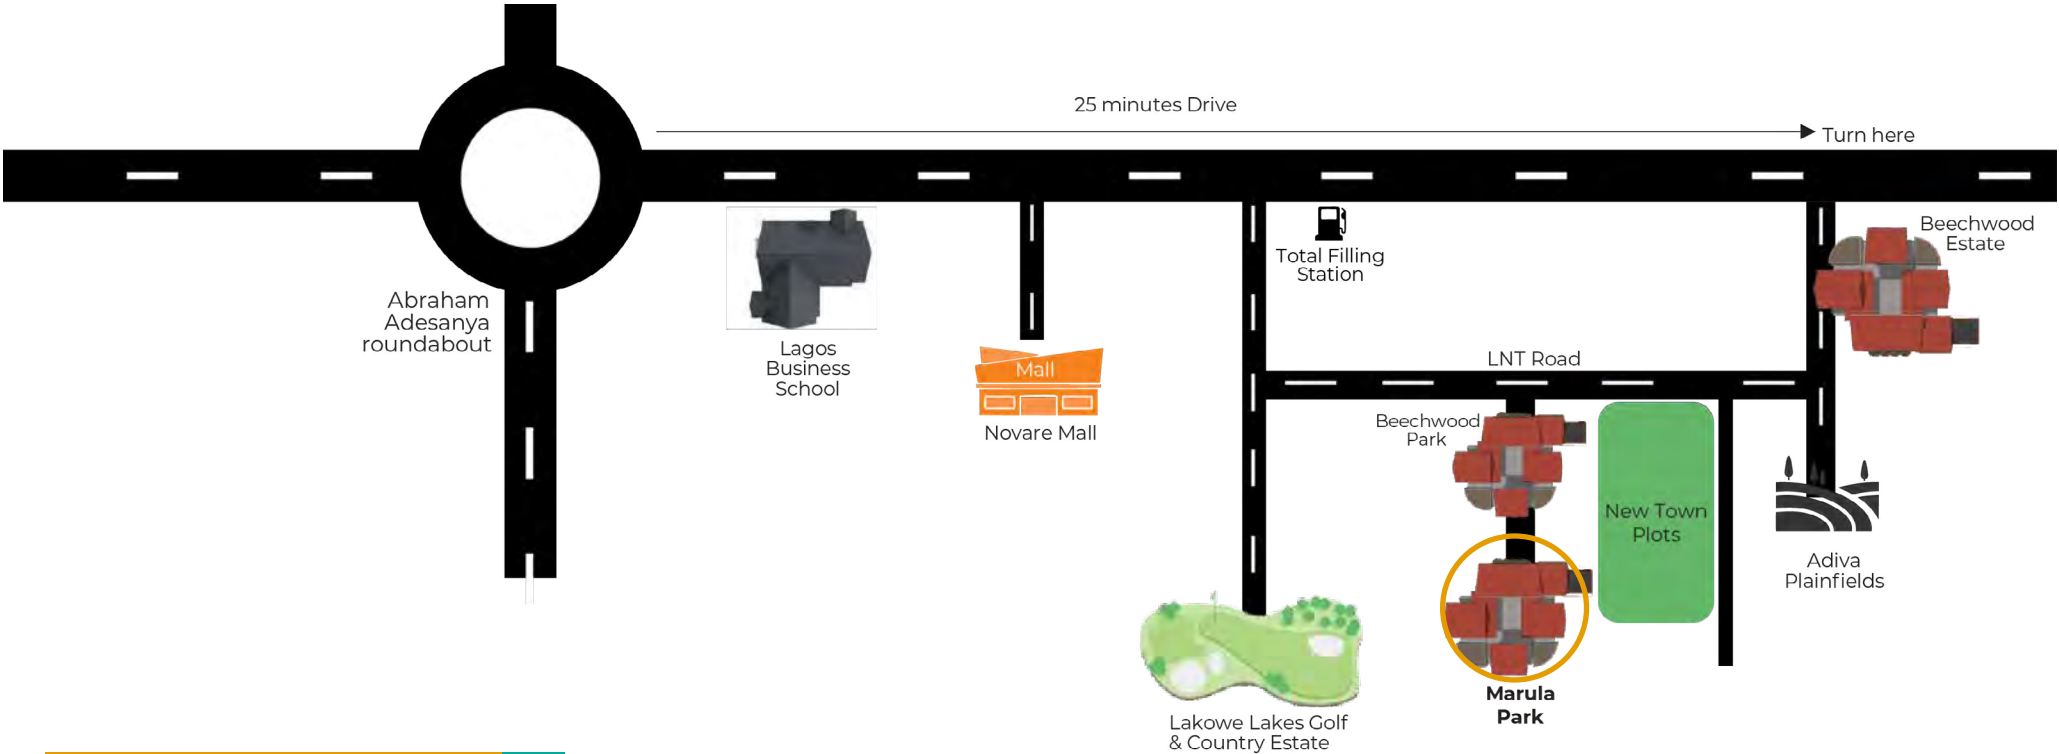 25 minutes Drive
Turn here
Beechwood
Estate
Total Filling
Station
Abraham
Adesanya
roundabout
Lagos
Business
School
Mall
Novare Mall
LNT Road
Beechwood
Park
New Town
Plots
Adiva
Plainfields
Marula
Park
Lakowe Lakes Golf
& Country Estate